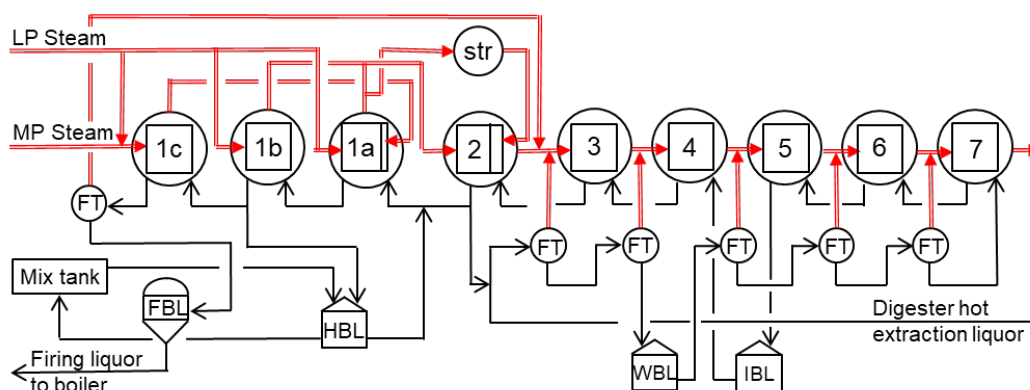 LP Steam
str
MP Steam
1c
1b
1a
2
3
4
5
6
7
FT
FT
FT
FT
FT
FT
Mix tank
FBL
HBL
Digester hot
extraction liquor
Firing liquor
to boiler
WBL
IBL